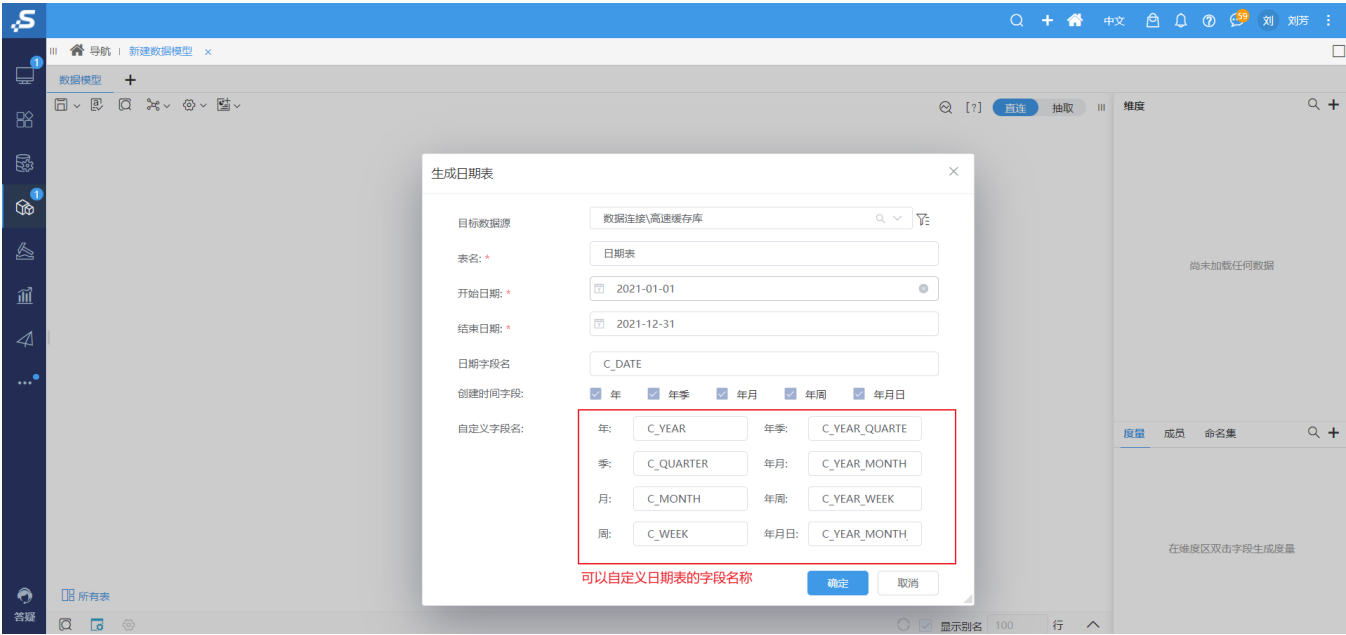 S
中文
59
刘
刘芳
导航
新建数据模型
1
数据模型
[?]
直连
抽取
维度
生成日期表
目标数据源
数据连接\高速缓存库
1
表名: *
日期表
开始日期: *
2021-01-01
尚未加载任何数据
结束日期: *
2021-12-31
日期字段名
C_DATE
创建时间字段:
年
年季
年月
年周
年月日
自定义字段名:
年:
C_YEAR
年季:
C_YEAR_QUARTE
度量
成员
命名集
季:
C_QUARTER
年月:
C_YEAR_MONTH
月:
C_MONTH
年周:
C_YEAR_WEEK
周:
C_WEEK
年月日:
C_YEAR_MONTH_
在维度区双击字段生成度量
可以自定义日期表的字段名称
确定
取消
所有表
答疑
显示别名
100
行